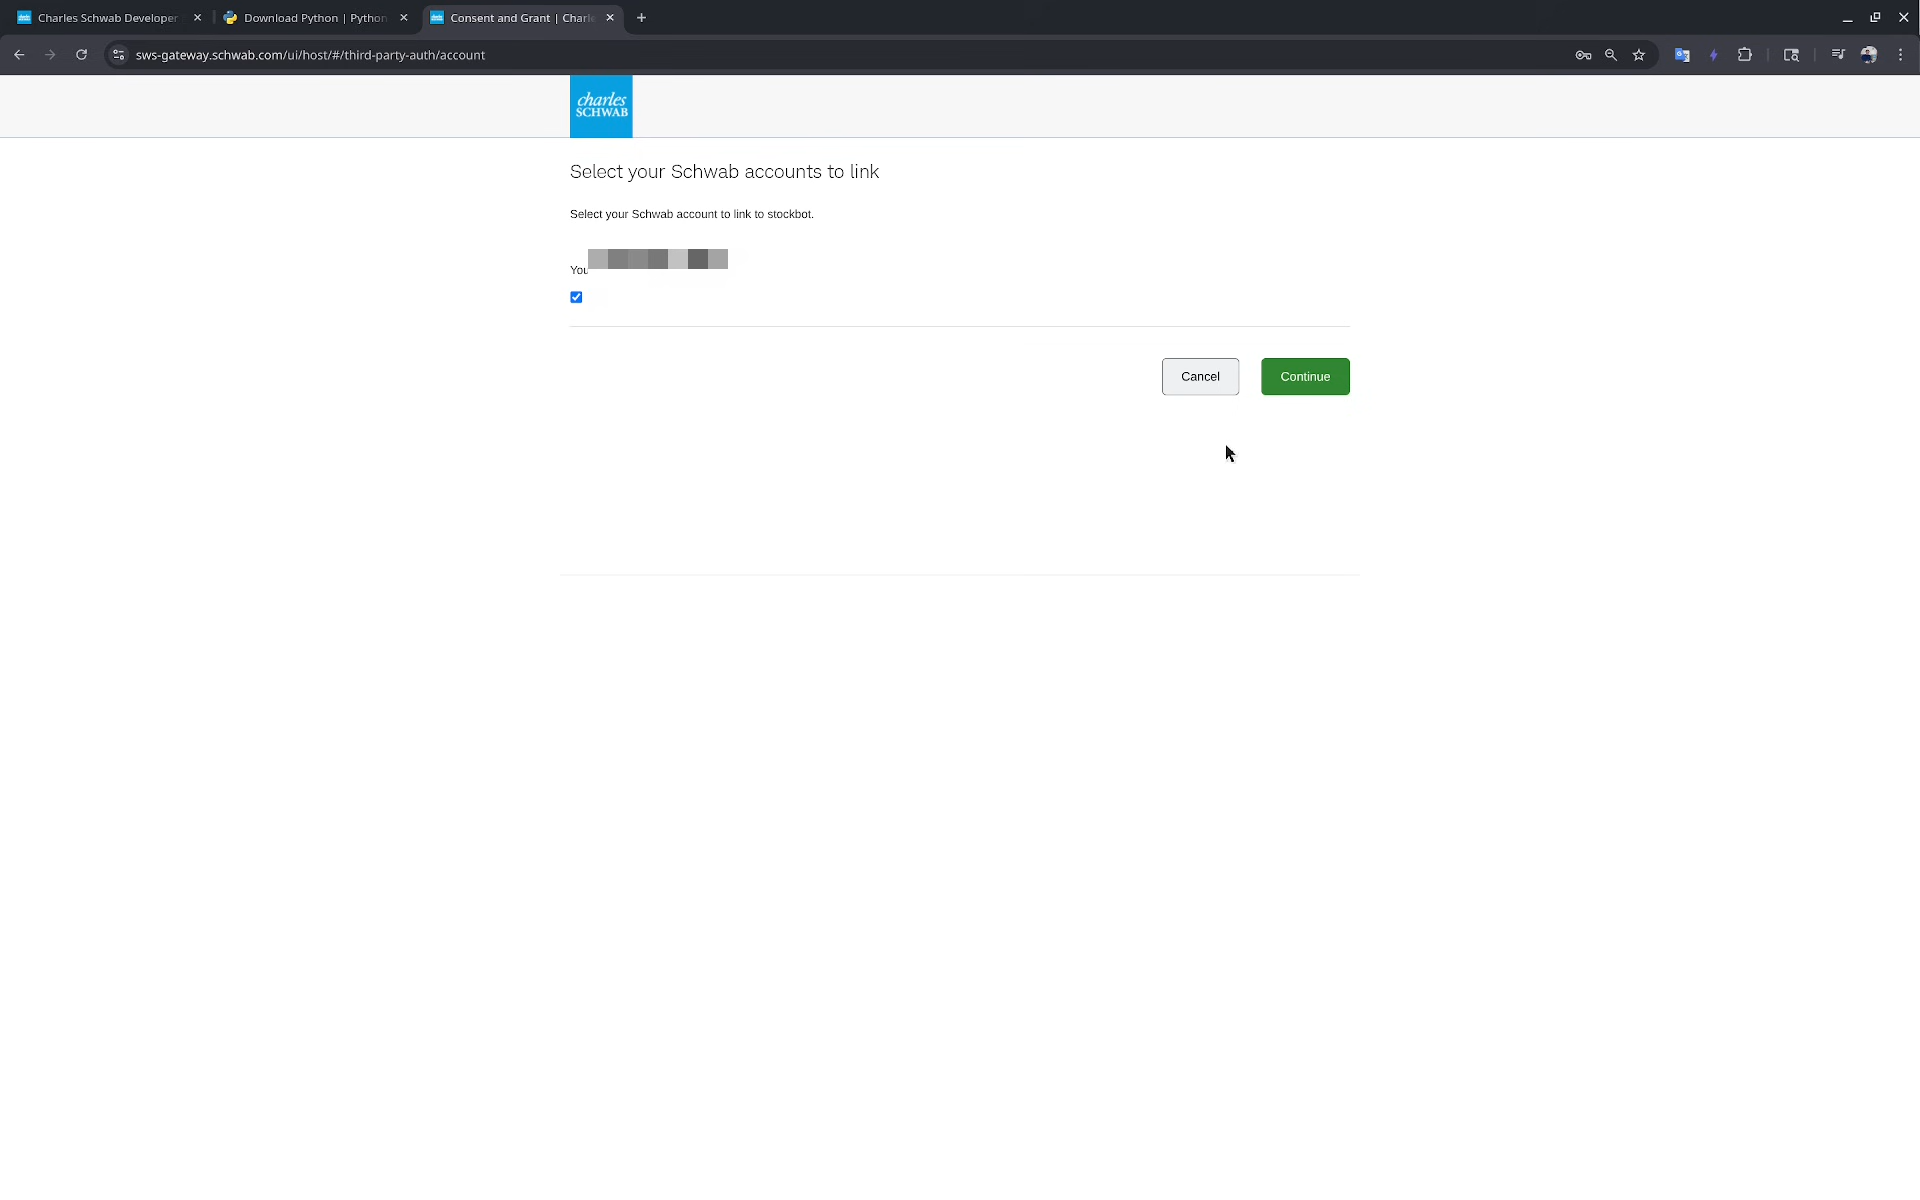 Charles Schwab Developer
Download Python | Python
Consent and Grant | Charle
sws-gateway.schwab.com/ui/host/#/third-party-auth/account
charles
SCHWAB
Select your Schwab accounts to link
Select your Schwab account to link to stockbot.
You
Cancel
Continue